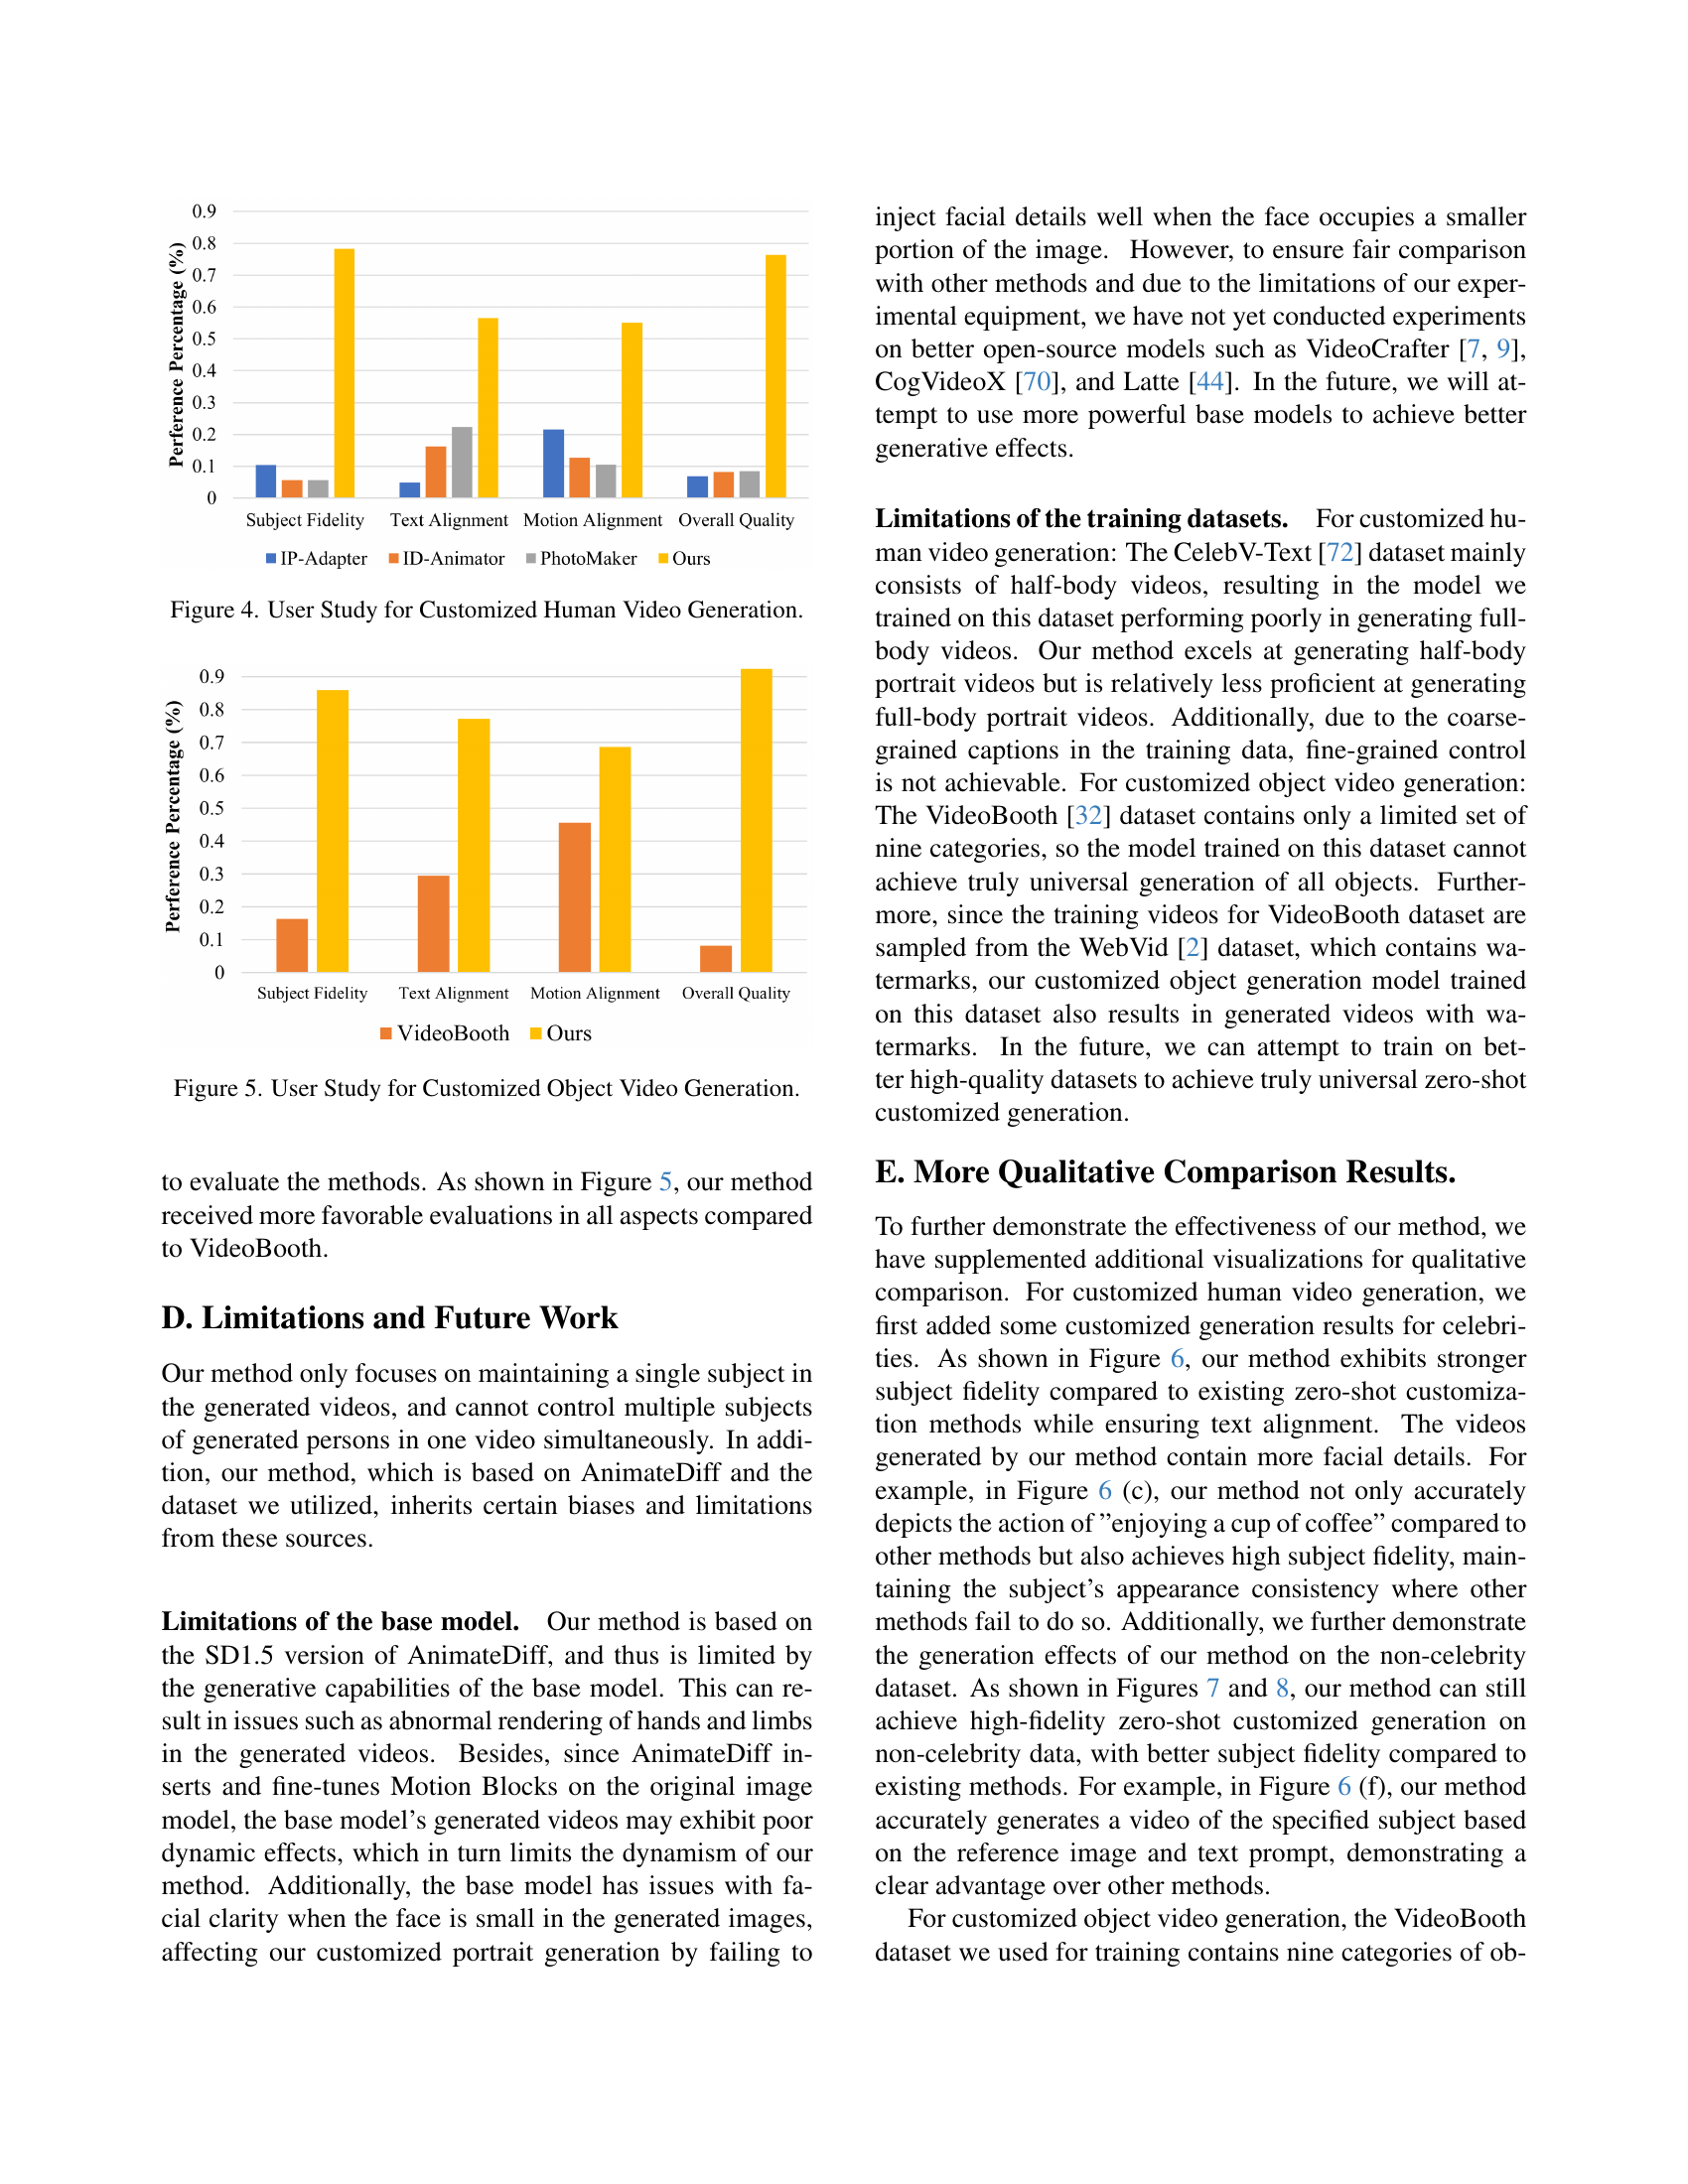 0.9
0.8
0.7
0.6
0.5
0.4
0.3
0.2
0.1
0
Perference Percentage (%)
Subject Fidelity Text Alignment Motion Alignment Overall Quality
IP-Adapter ID-Animator PhotoMaker Ours
Figure 4. User Study for Customized Human Video Generation.
0.9
0.8
0.7
0.6
0.5
0.4
0.3
0.2
0.1
0
Perference Percentage (%)
Subject Fidelity Text Alignment Motion Alignment Overall Quality
VideoBooth Ours
Figure 5. User Study for Customized Object Video Generation.
to evaluate the methods. As shown in Figure 5, our method
received more favorable evaluations in all aspects compared
to VideoBooth.
D. Limitations and Future Work
Our method only focuses on maintaining a single subject in
the generated videos, and cannot control multiple subjects
of generated persons in one video simultaneously. In addi-
tion, our method, which is based on AnimateDiff and the
dataset we utilized, inherits certain biases and limitations
from these sources.
Limitations of the base model. Our method is based on
the SD1.5 version of AnimateDiff, and thus is limited by
the generative capabilities of the base model. This can re-
sult in issues such as abnormal rendering of hands and limbs
in the generated videos. Besides, since AnimateDiff in-
serts and fine-tunes Motion Blocks on the original image
model, the base model's generated videos may exhibit poor
dynamic effects, which in turn limits the dynamism of our
method. Additionally, the base model has issues with fa-
cial clarity when the face is small in the generated images,
affecting our customized portrait generation by failing to
inject facial details well when the face occupies a smaller
portion of the image. However, to ensure fair comparison
with other methods and due to the limitations of our exper-
imental equipment, we have not yet conducted experiments
on better open-source models such as VideoCrafter [7, 9],
CogVideoX [70], and Latte [44]. In the future, we will at-
tempt to use more powerful base models to achieve better
generative effects.
Limitations of the training datasets. For customized hu-
man video generation: The CelebV-Text [72] dataset mainly
consists of half-body videos, resulting in the model we
trained on this dataset performing poorly in generating full-
body videos. Our method excels at generating half-body
portrait videos but is relatively less proficient at generating
full-body portrait videos. Additionally, due to the coarse-
grained captions in the training data, fine-grained control
is not achievable. For customized object video generation:
The VideoBooth [32] dataset contains only a limited set of
nine categories, so the model trained on this dataset cannot
achieve truly universal generation of all objects. Further-
more, since the training videos for VideoBooth dataset are
sampled from the WebVid [2] dataset, which contains wa-
termarks, our customized object generation model trained
on this dataset also results in generated videos with wa-
termarks. In the future, we can attempt to train on bet-
ter high-quality datasets to achieve truly universal zero-shot
customized generation.
E. More Qualitative Comparison Results.
To further demonstrate the effectiveness of our method, we
have supplemented additional visualizations for qualitative
comparison. For customized human video generation, we
first added some customized generation results for celebri-
ties. As shown in Figure 6, our method exhibits stronger
subject fidelity compared to existing zero-shot customiza-
tion methods while ensuring text alignment. The videos
generated by our method contain more facial details. For
example, in Figure 6 (c), our method not only accurately
depicts the action of ”enjoying a cup of coffee” compared to
other methods but also achieves high subject fidelity, main-
taining the subject's appearance consistency where other
methods fail to do so. Additionally, we further demonstrate
the generation effects of our method on the non-celebrity
dataset. As shown in Figures 7 and 8, our method can still
achieve high-fidelity zero-shot customized generation on
non-celebrity data, with better subject fidelity compared to
existing methods. For example, in Figure 6 (f), our method
accurately generates a video of the specified subject based
on the reference image and text prompt, demonstrating a
clear advantage over other methods.
For customized object video generation, the VideoBooth
dataset we used for training contains nine categories of ob-